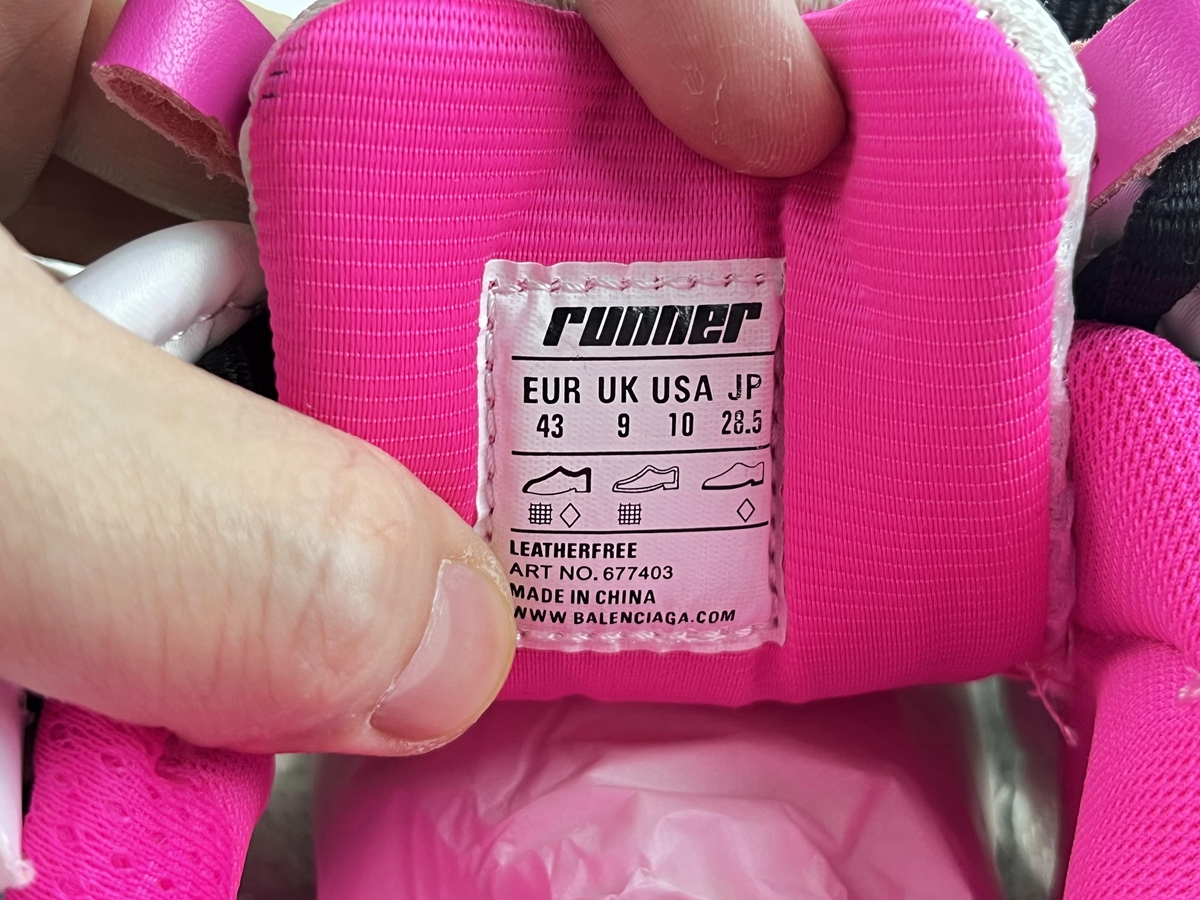 runner
EUR UK USA JP
43 9 10 28.5
LEATHERFREE
ART NO. 677403
MADE IN CHINA
WWW BALENCIAGA.COM